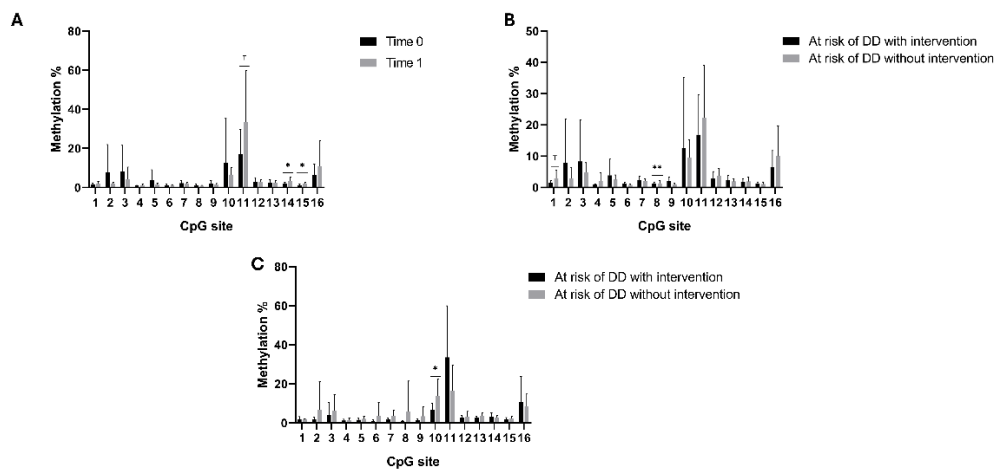 A
B
Time 0
Time 1
Methylation %
80
60
40
20
0
T
* *
1 2 3 4 5 6 7 8 9 10 11 12 13 14 15 16
CpG site
At risk of DD with intervention
At risk of DD without intervention
Methylation %
50
40
30
20
10
0
T
**
1 2 3 4 5 6 7 8 9 10 11 12 13 14 15 16
CpG site
C
At risk of DD with intervention
At risk of DD without intervention
Methylation %
80
60
40
20
0
*
1 2 3 4 5 6 7 8 9 10 11 12 13 14 15 16
CpG site